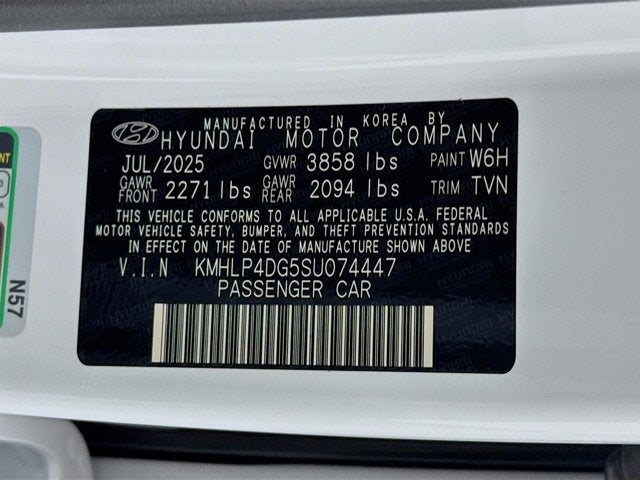 MANUFACTURED IN KOREA BY
HYUNDAI MOTOR COMPANY
JUL/2025 GVWR 3858 lbs PAINT W6H
GAWR FRONT 2271 lbs GAWR REAR 2094 lbs TRIM TVN
THIS VEHICLE CONFORMS TO ALL APPLICABLE U.S.A. FEDERAL
MOTOR VEHICLE SAFETY, BUMPER, AND THEFT PREVENTION STANDARDS
IN EFFECT ON THE DATE OF MANUFACTURE SHOWN ABOVE
V.I.N KMHLP4DG5SU074447
PASSENGER CAR
N57